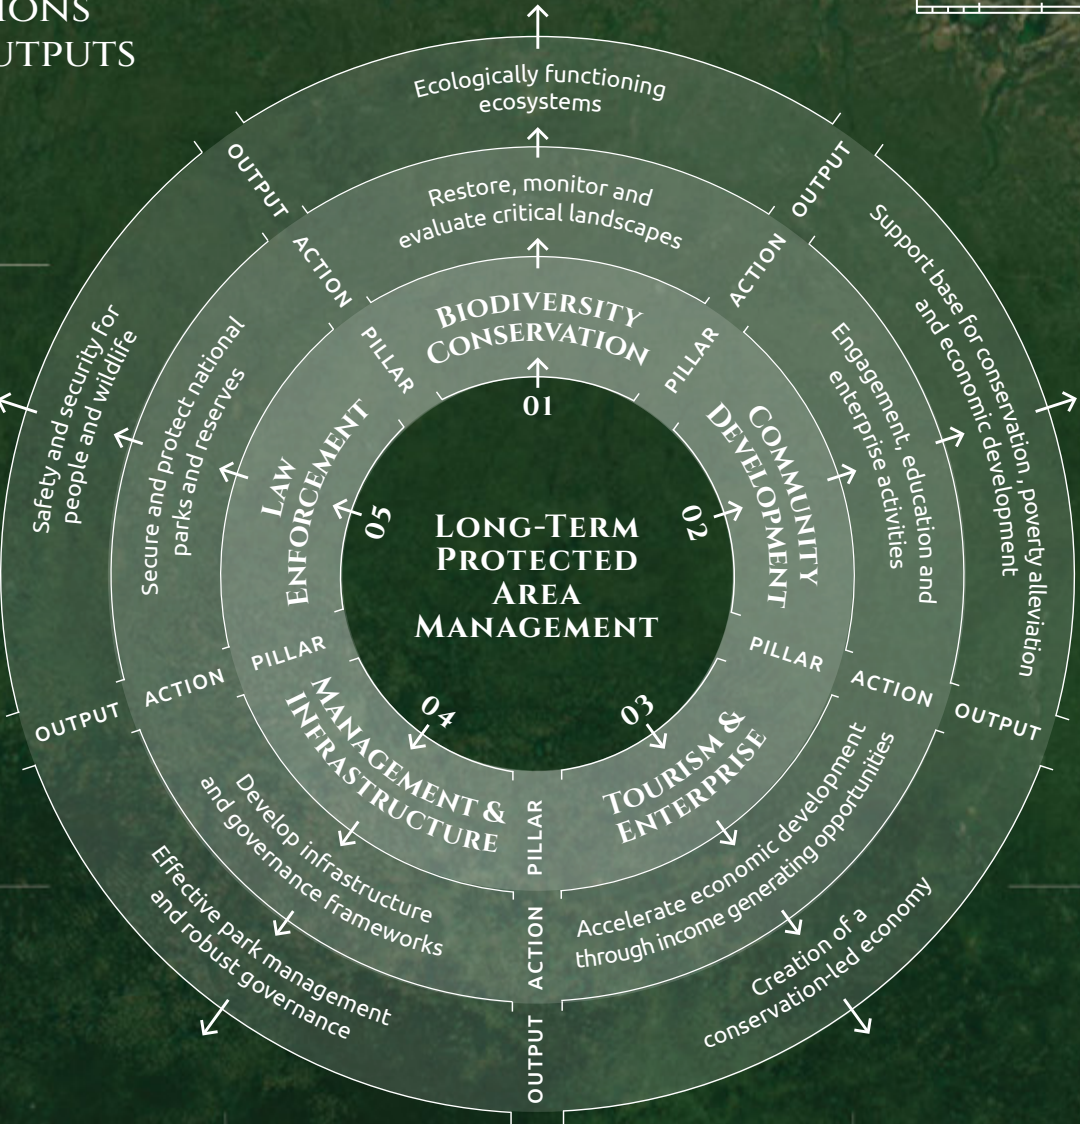 IONS
UTPUTS
Ecologically functioning
ecosystems
Restore, monitor and
evaluate critical landscapes
BIODIVERSITY
CONSERVATION
01
OUTPUT
ACTION
PILLAR
Support base for conservation, poverty alleviation
and economic development
Engagement, education and
enterprise activities
COMMUNITY
DEVELOPMENT
02
PILLAR
ACTION
OUTPUT
TOURISM &
ENTERPRISE
03
Accelerate economic development
through income generating opportunities
Creation of a
conservation-led economy
PILLAR
ACTION
OUTPUT
MANAGEMENT &
INFRASTRUCTURE
04
Develop infrastructure
and governance frameworks
Effective park management
and robust governance
PILLAR
ACTION
OUTPUT
LAW
ENFORCEMENT
05
Secure and protect national
parks and reserves
Safety and security for
people and wildlife
OUTPUT
ACTION
PILLAR
LONG-TERM
PROTECTED
AREA
MANAGEMENT